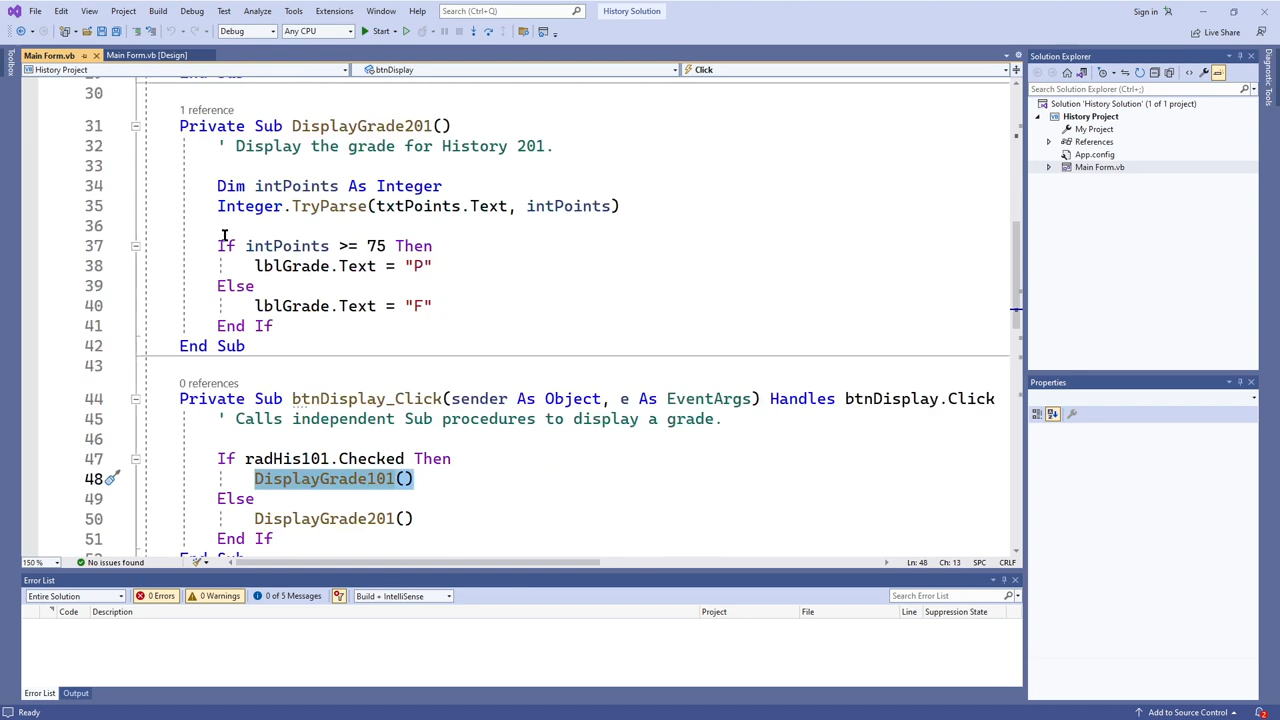 File Edit View Project Build Debug Test Analyze Tools Extensions Window Help Search (Ctrl+Q) History Solution Sign in
Debug Any CPU Start Live Share
Toolbox
Main Form.vb Main Form.vb [Design]
History Project btnDisplay Click
30
1 reference
31 Private Sub DisplayGrade201()
32 ' Display the grade for History 201.
33
34 Dim intPoints As Integer
35 Integer.TryParse(txtPoints.Text, intPoints)
36
37 If intPoints >= 75 Then
38 lblGrade.Text = "P"
39 Else
40 lblGrade.Text = "F"
41 End If
42 End Sub
43
0 references
44 Private Sub btnDisplay_Click(sender As Object, e As EventArgs) Handles btnDisplay.Click
45 ' Calls independent Sub procedures to display a grade.
46
47 If radHis101.Checked Then
48 DisplayGrade101()
49 Else
50 DisplayGrade201()
51 End If
150 % No issues found Ln: 48 Ch: 13 SPC CRLF
Error List
Entire Solution 0 Errors 0 Warnings 0 of 5 Messages Build + IntelliSense Search Error List
Code Description Project File Line Suppression State
Error List Output
Ready Add to Source Control 2
Solution Explorer
Search Solution Explorer (Ctrl+;)
Solution 'History Solution' (1 of 1 project)
History Project
My Project
References
App.config
Main Form.vb
Properties
Diagnostic Tools